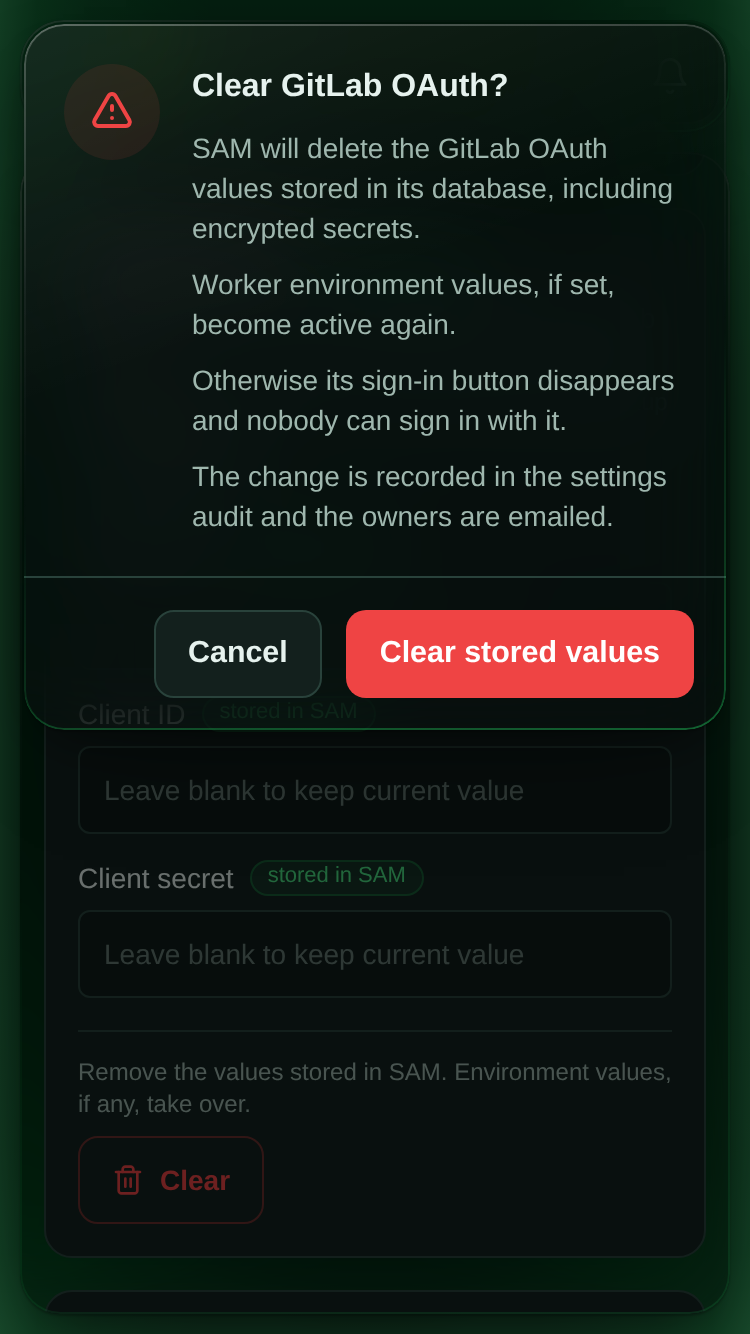 Clear GitLab OAuth?
SAM will delete the GitLab OAuth
values stored in its database, including
encrypted secrets.
Worker environment values, if set,
become active again.
Otherwise its sign-in button disappears
and nobody can sign in with it.
The change is recorded in the settings
audit and the owners are emailed.
Cancel
Clear stored values
Client ID stored in SAM
Leave blank to keep current value
Client secret stored in SAM
Leave blank to keep current value
Remove the values stored in SAM. Environment values,
if any, take over.
Clear